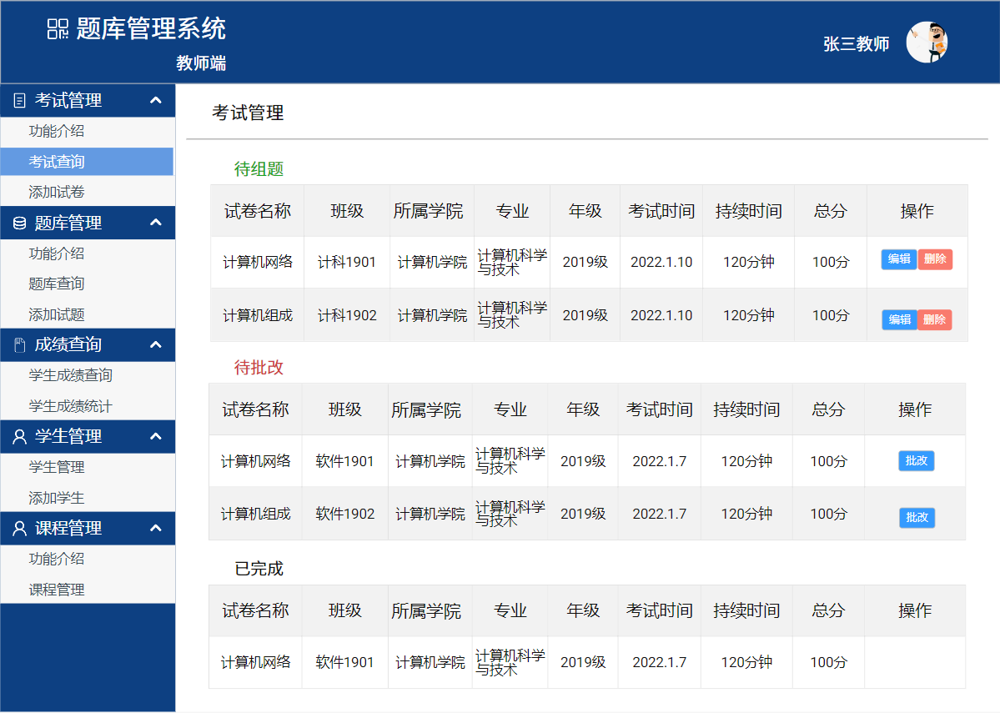 题库管理系统
教师端
张三教师
考试管理
功能介绍
考试查询
添加试卷
题库管理
功能介绍
题库查询
添加试题
成绩查询
学生成绩查询
学生成绩统计
学生管理
学生管理
添加学生
课程管理
功能介绍
课程管理
考试管理
待组题
试卷名称 班级 所属学院 专业 年级 考试时间 持续时间 总分 操作
计算机网络 计科1901 计算机学院 计算机科学与技术 2019级 2022.1.10 120分钟 100分 编辑 删除
计算机组成 计科1902 计算机学院 计算机科学与技术 2019级 2022.1.10 120分钟 100分 编辑 删除
待批改
试卷名称 班级 所属学院 专业 年级 考试时间 持续时间 总分 操作
计算机网络 软件1901 计算机学院 计算机科学与技术 2019级 2022.1.7 120分钟 100分 批改
计算机组成 软件1902 计算机学院 计算机科学与技术 2019级 2022.1.7 120分钟 100分 批改
已完成
试卷名称 班级 所属学院 专业 年级 考试时间 持续时间 总分 操作
计算机网络 软件1901 计算机学院 计算机科学与技术 2019级 2022.1.7 120分钟 100分